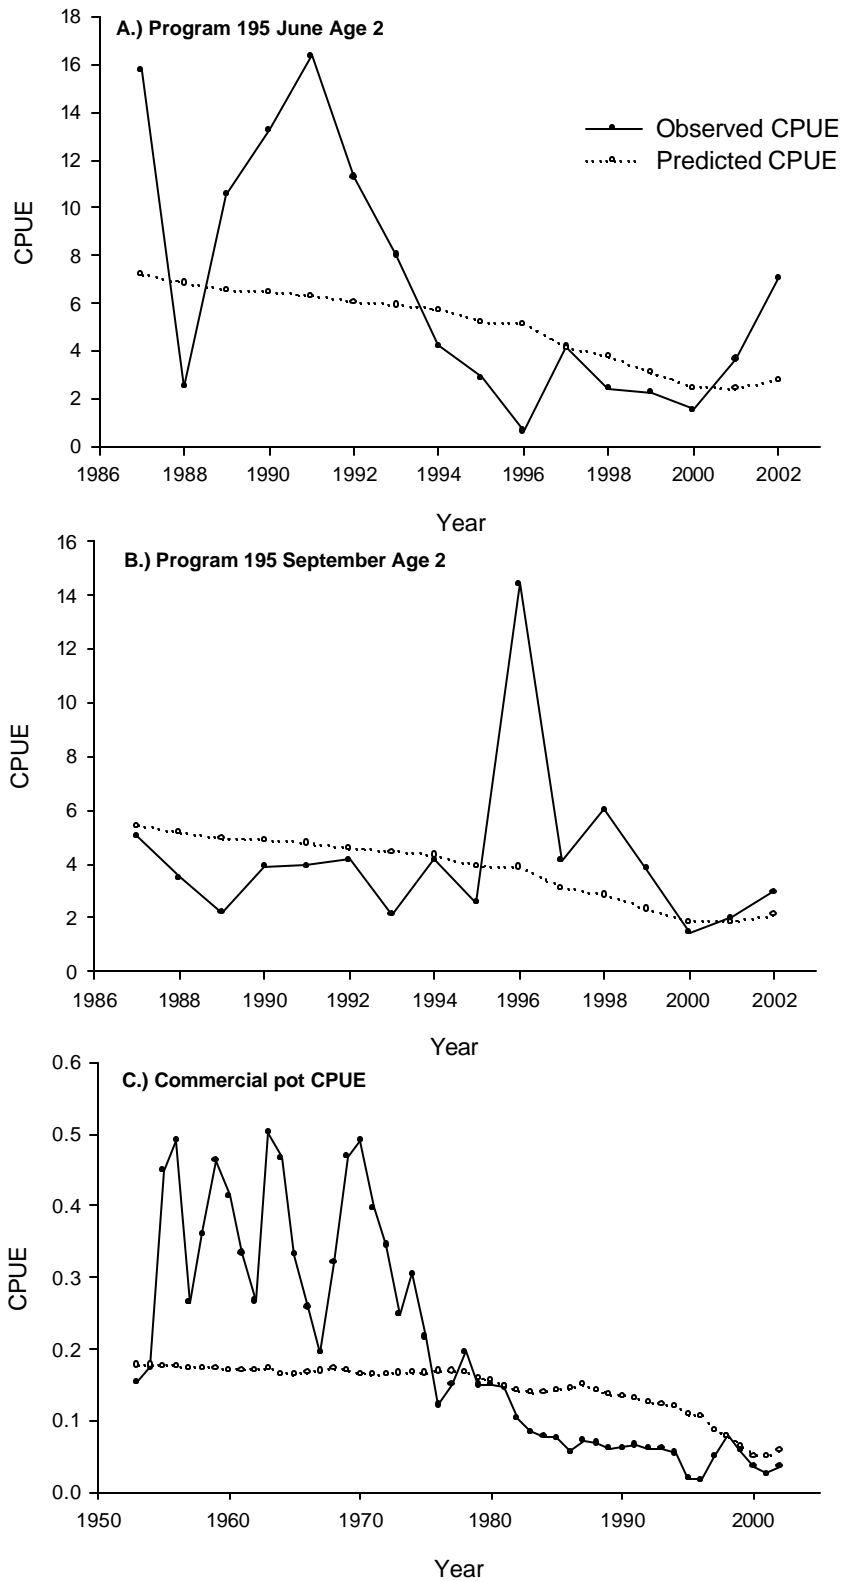 A.) Program 195 June Age 2
18
16
14
12
10
8
6
4
2
0
CPUE
Observed CPUE
Predicted CPUE
1986 1988 1990 1992 1994 1996 1998 2000 2002
Year
B.) Program 195 September Age 2
16
14
12
10
8
6
4
2
0
CPUE
1986 1988 1990 1992 1994 1996 1998 2000 2002
Year
C.) Commercial pot CPUE
0.6
0.5
0.4
0.3
0.2
0.1
0.0
CPUE
1950 1960 1970 1980 1990 2000
Year